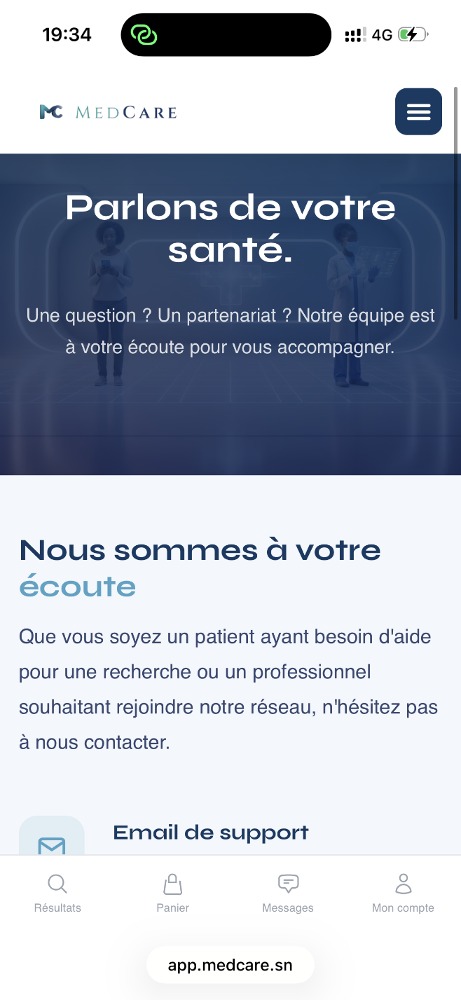 19:34
4G
MC MEDCARE
Parlons de votre
santé.
Une question ? Un partenariat ? Notre équipe est
à votre écoute pour vous accompagner.
Nous sommes à votre
écoute
Que vous soyez un patient ayant besoin d'aide
pour une recherche ou un professionnel
souhaitant rejoindre notre réseau, n'hésitez pas
à nous contacter.
Email de support
Résultats Panier Messages Mon compte
app.medcare.sn